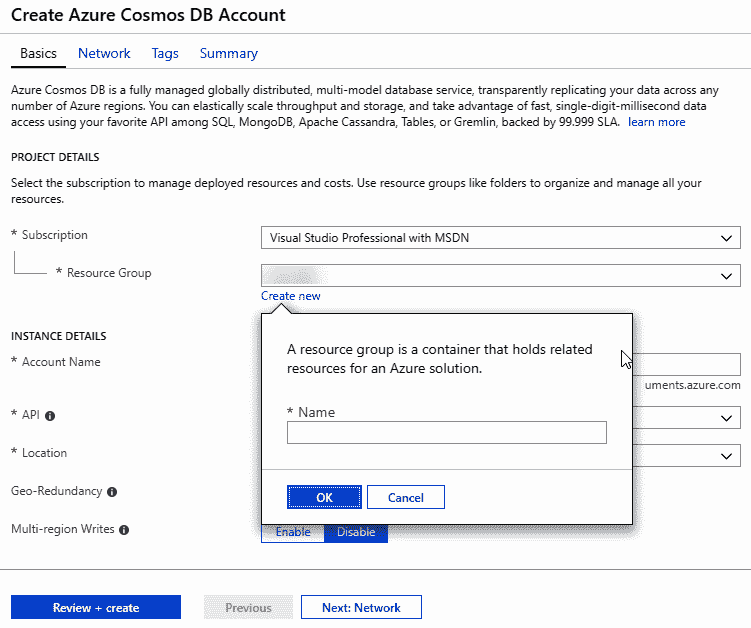 Create Azure Cosmos DB Account
Basics Network Tags Summary
Azure Cosmos DB is a fully managed globally distributed, multi-model database service, transparently replicating your data across any
number of Azure regions. You can elastically scale throughput and storage, and take advantage of fast, single-digit-millisecond data
access using your favorite API among SQL, MongoDB, Apache Cassandra, Tables, or Gremlin, backed by 99.999 SLA. learn more
PROJECT DETAILS
Select the subscription to manage deployed resources and costs. Use resource groups like folders to organize and manage all your
resources.
* Subscription
Visual Studio Professional with MSDN
* Resource Group
Create new
A resource group is a container that holds related
resources for an Azure solution.
* Name
OK Cancel
INSTANCE DETAILS
* Account Name
uments.azure.com
* API
* Location
Geo-Redundancy
Multi-region Writes
Enable Disable
Review + create Previous Next: Network